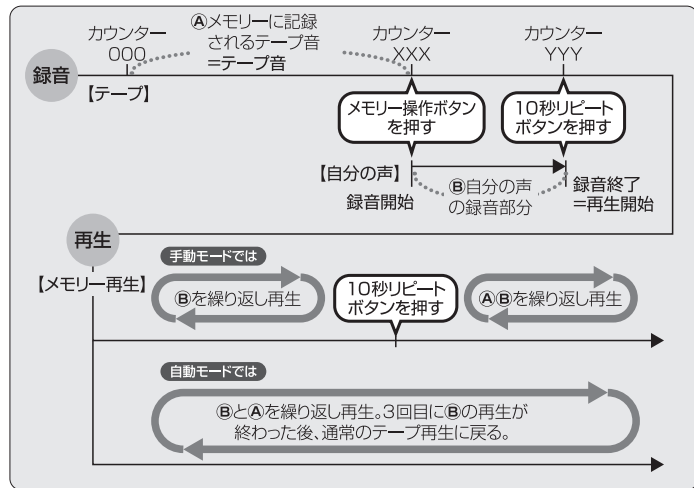 カウンター
000
Ⓐメモリーに記録
されるテープ音
=テープ音
カウンター
XXX
カウンター
YYY
録音
【テープ】
メモリー操作ボタン
を押す
10秒リピート
ボタンを押す
【自分の声】
録音開始
Ⓑ自分の声
の録音部分
録音終了
=再生開始
再生
【メモリー再生】
手動モードでは
Ⓑを繰り返し再生
10秒リピート
ボタンを押す
ⒶⒷを繰り返し再生
自動モードでは
ⒷとⒶを繰り返し再生。3回目にⒷの再生が
終わった後、通常のテープ再生に戻る。